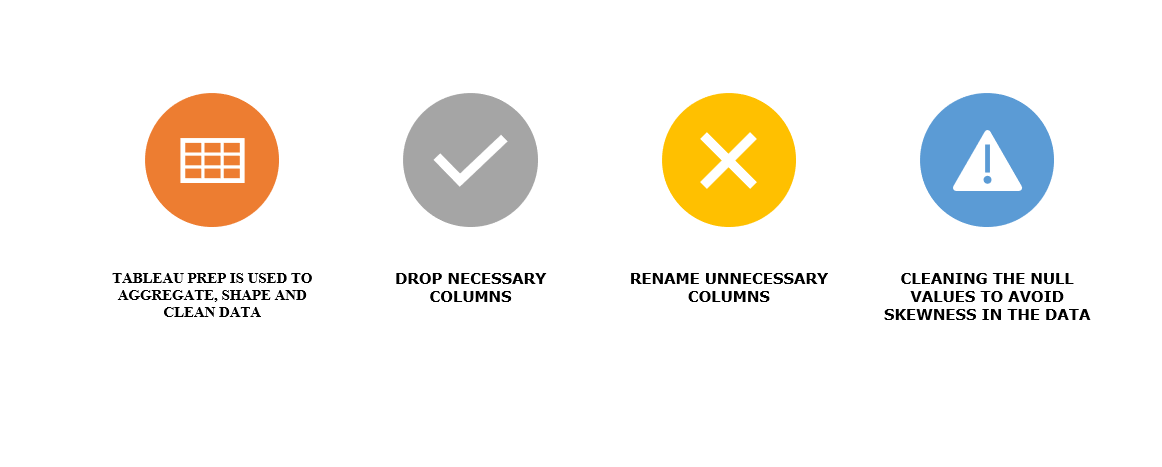 TABLEAU PREP IS USED TO
AGGREGATE, SHAPE AND
CLEAN DATA
DROP NECESSARY
COLUMNS
RENAME UNNECESSARY
COLUMNS
CLEANING THE NULL
VALUES TO AVOID
SKEWNESS IN THE DATA